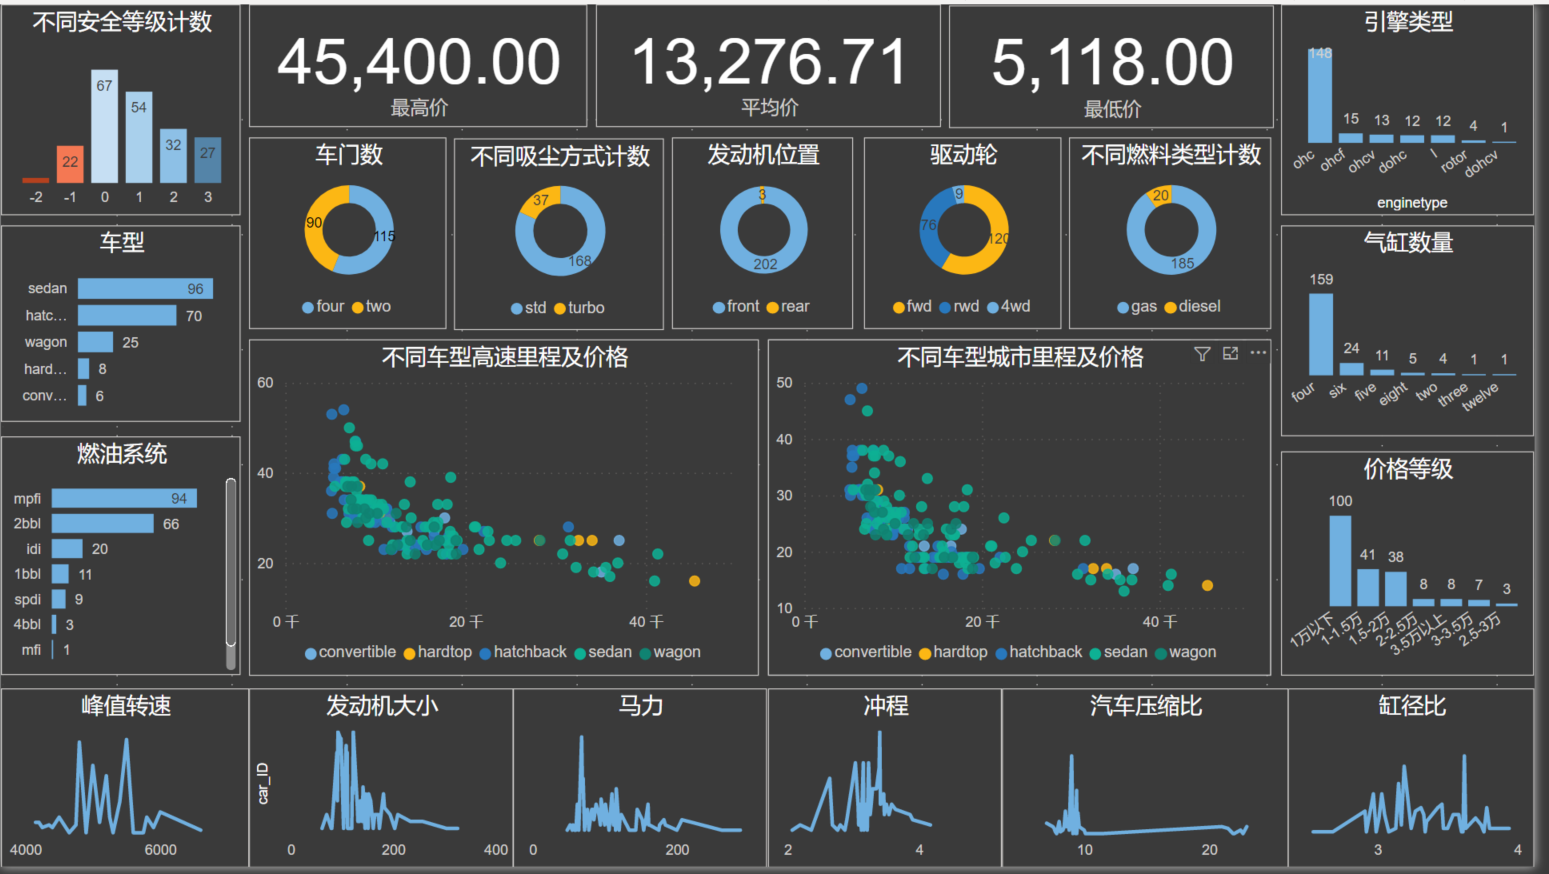 不同安全等级计数
67
54
32
27
22
-2 -1 0 1 2 3
45,400.00
最高价
13,276.71
平均价
5,118.00
最低价
引擎类型
148
15 13 12 12 4 1
ohc ohcf ohcv dohc l rotor dohcv
enginetype
车门数
90
115
four two
不同吸尘方式计数
37
168
std turbo
发动机位置
3
202
front rear
驱动轮
9
76
120
fwd rwd 4wd
不同燃料类型计数
20
185
gas diesel
车型
sedan 96
hatc... 70
wagon 25
hard... 8
conv... 6
气缸数量
159
24 11 5 4 1 1
four six five eight two three twelve
燃油系统
mpfi 94
2bbl 66
idi 20
1bbl 11
spdi 9
4bbl 3
mfi 1
不同车型高速里程及价格
60
40
20
0 千 20 千 40 千
convertible hardtop hatchback sedan wagon
不同车型城市里程及价格
50
40
30
20
10
0 千 20 千 40 千
convertible hardtop hatchback sedan wagon
价格等级
100
41 38 8 8 7 3
1万以下 1-1.5万 1.5-2万 2-2.5万 3.5万以上 3-3.5万 2.5-3万
峰值转速
4000 6000
发动机大小
car_ID
0 200 400
马力
0 200
冲程
2 4
汽车压缩比
10 20
缸径比
3 4